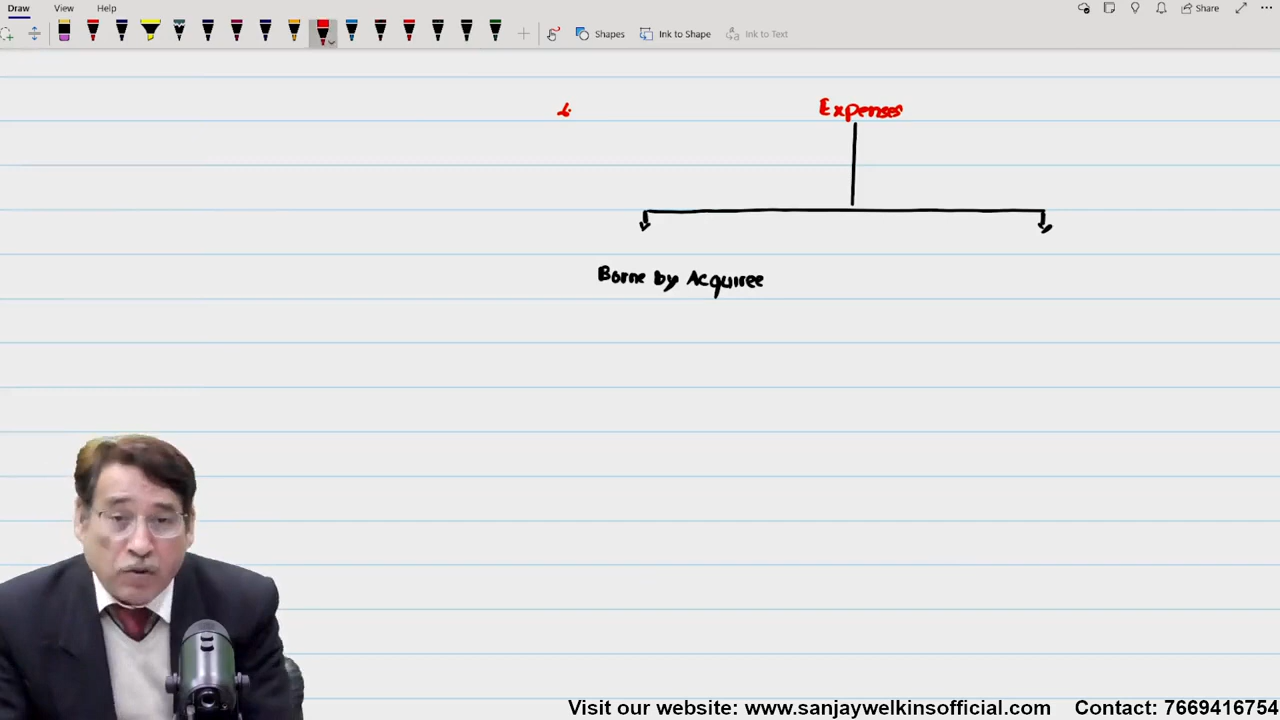 Draw View Help
Share
Shapes Ink to Shape Ink to Text
Expenses
Borne by Acquiree
Visit our website: www.sanjaywelkinsofficial.com Contact: 7669416754